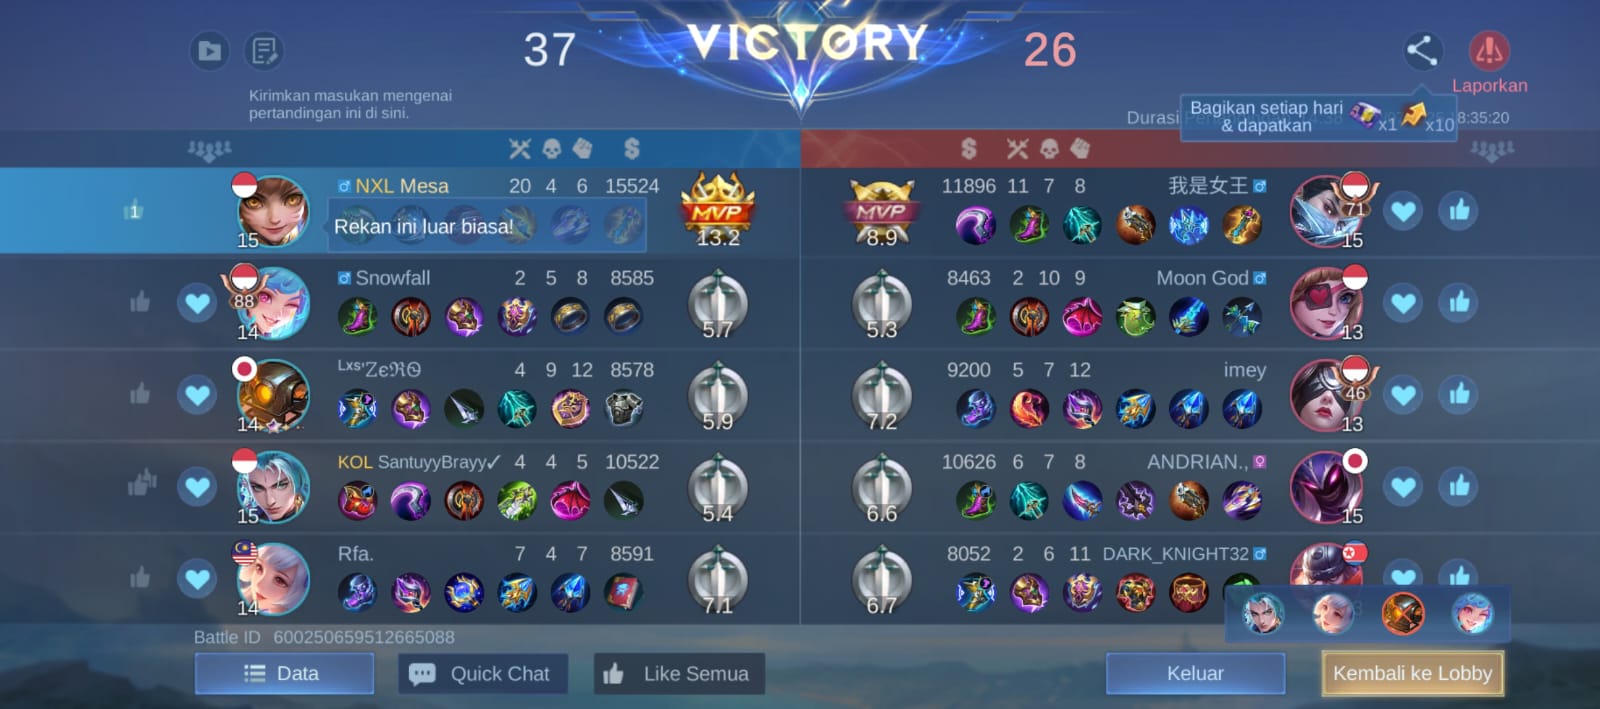 37
VICTORY
26
Laporkan
Kirimkan masukan mengenai
pertandingan ini di sini.
Bagikan setiap hari
& dapatkan
x1
x10
Durasi
8:35:20
1
15
NXL Mesa 20 4 6 15524
Rekan ini luar biasa!
MVP
13.2
MVP
8.9
11896 11 7 8 我是女王
71
15
88
14
Snowfall 2 5 8 8585
5.7
5.3
8463 2 10 9 Moon God
13
14
ᴸˣˢ'ZєℜƟ 4 9 12 8578
5.9
7.2
9200 5 7 12 imey
46
13
15
KOL SantuyyBrayy✓ 4 4 5 10522
5.4
6.6
10626 6 7 8 ANDRIAN.,
15
14
Rfa. 7 4 7 8591
7.1
6.7
8052 2 6 11 DARK_KNIGHT32
Battle ID 600250659512665088
Data
Quick Chat
Like Semua
Keluar
Kembali ke Lobby